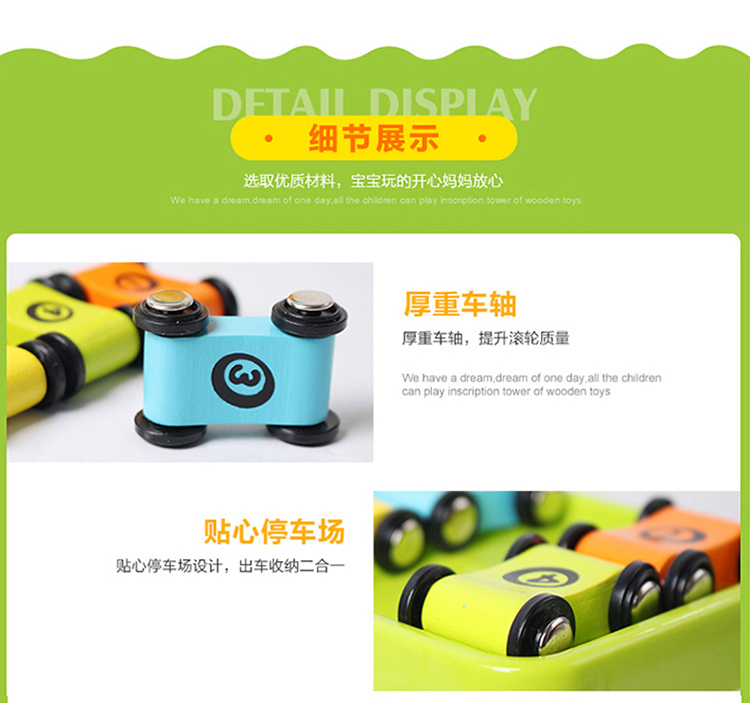 DETAIL DISPLAY
细节展示
选取优质材料，宝宝玩的开心妈妈放心
We have a dream,dream of one day,all the children can play inscription tower of wooden toys
厚重车轴
厚重车轴，提升滚轮质量
We have a dream,dream of one day,all the children
can play inscription tower of wooden toys
3
贴心停车场
贴心停车场设计，出车收纳二合一
4